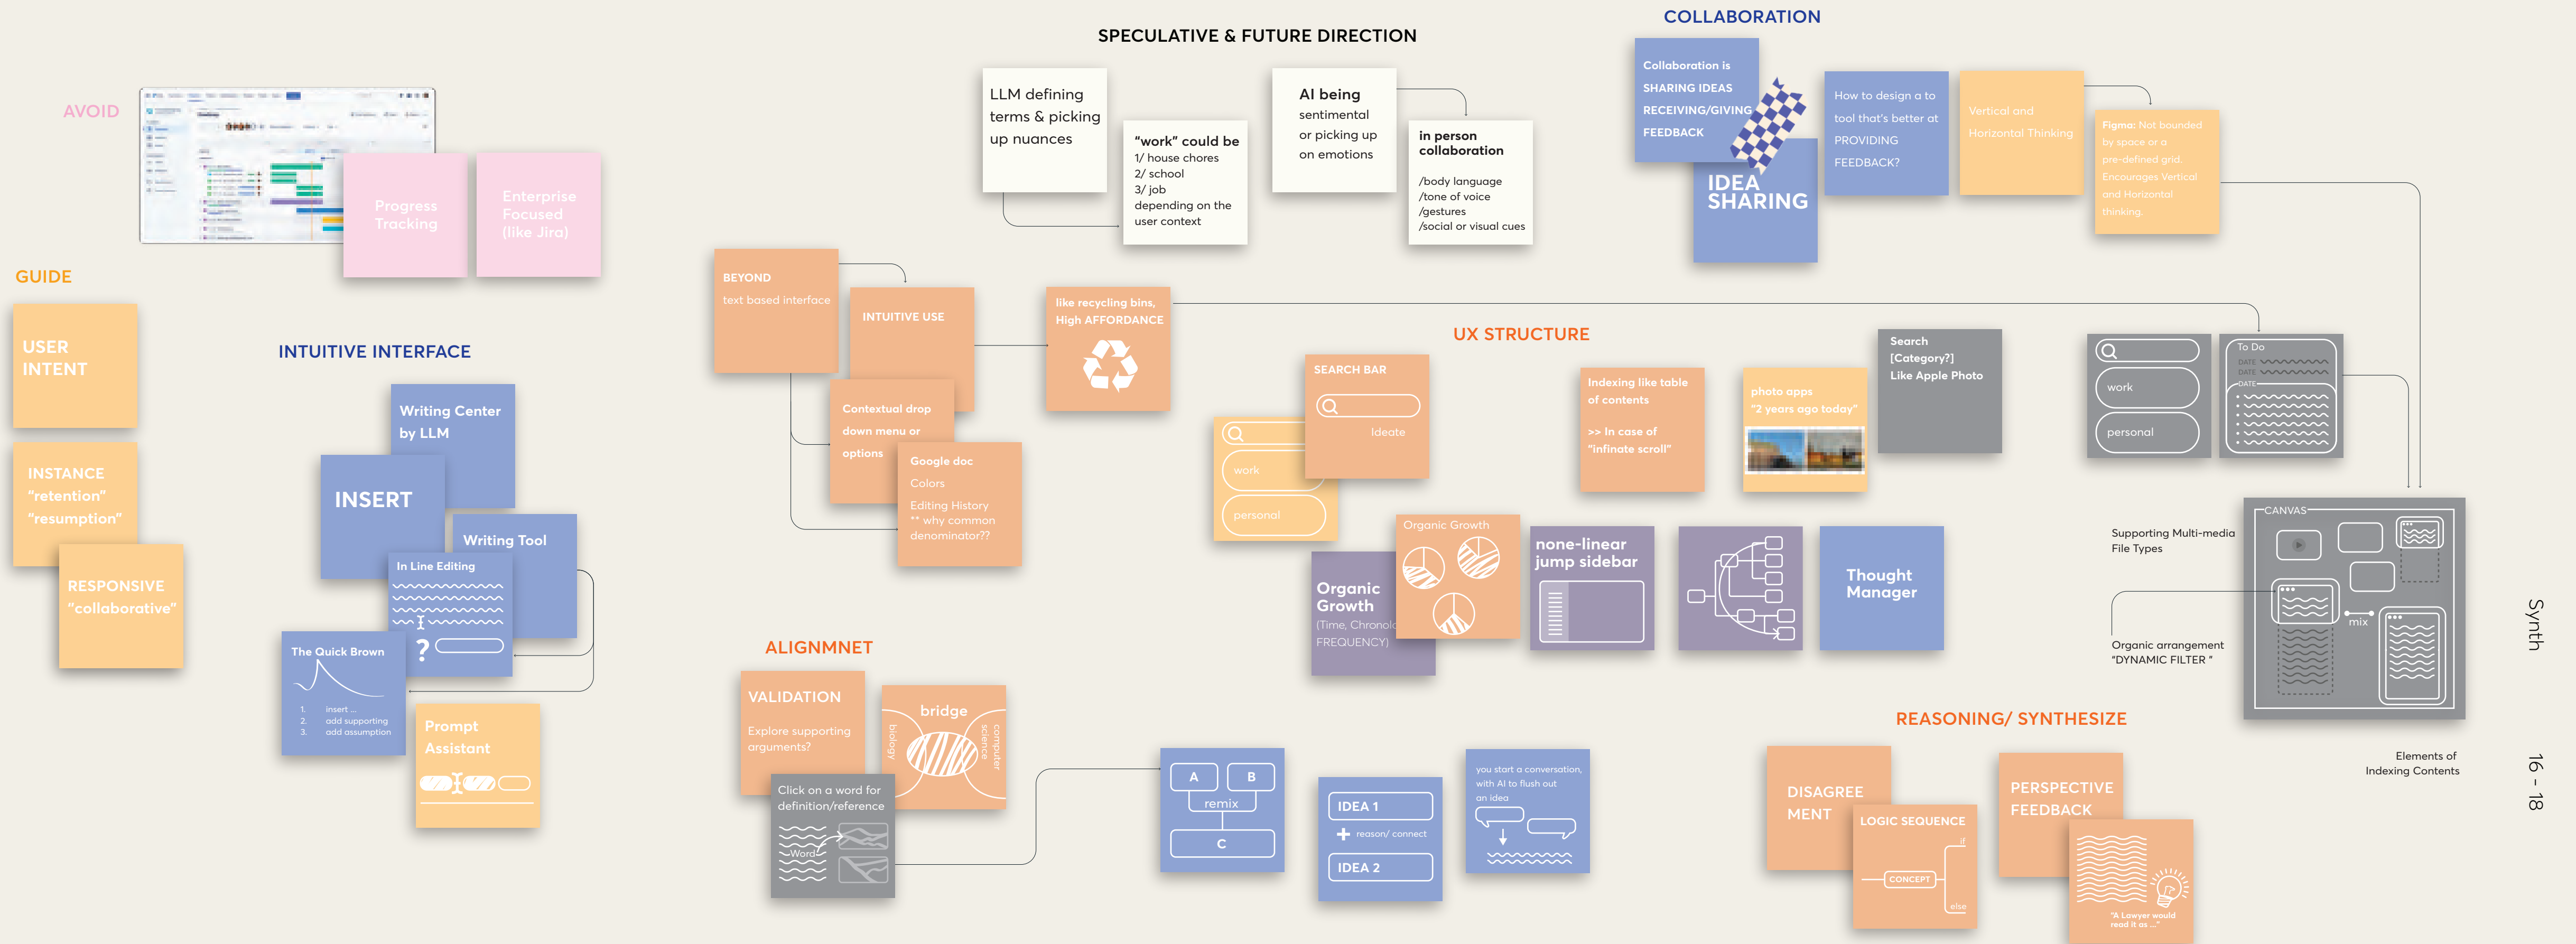 COLLABORATION
SPECULATIVE & FUTURE DIRECTION
AVOID
Progress
Tracking
Enterprise
Focused
(like Jira)
LLM defining
terms & picking
up nuances
“work” could be
1/ house chores
2/ school
3/ job
depending on the
user context
AI being
sentimental
or picking up
on emotions
in person
collaboration
/body language
/tone of voice
/gestures
/social or visual cues
Collaboration is
SHARING IDEAS
RECEIVING/GIVING
FEEDBACK
IDEA
SHARING
How to design a to
tool that's better at
PROVIDING
FEEDBACK?
Vertical and
Horizontal Thinking
Figma: Not bounded
by space or a
pre-defined grid.
Encourages Vertical
and Horizontal
thinking.
GUIDE
USER
INTENT
INSTANCE
“retention”
“resumption”
RESPONSIVE
“collaborative”
INTUITIVE INTERFACE
Writing Center
by LLM
INSERT
Writing Tool
In Line Editing
?
The Quick Brown
1. insert ...
2. add supporting
3. add assumption
Prompt
Assistant
BEYOND
text based interface
INTUITIVE USE
like recycling bins,
High AFFORDANCE
Contextual drop
down menu or
options
Google doc
Colors
Editing History
** why common
denominator??
UX STRUCTURE
SEARCH BAR
Ideate
work
personal
Indexing like table
of contents
>> In case of
“infinate scroll”
photo apps
“2 years ago today”
Search
[Category?]
Like Apple Photo
work
personal
To Do
DATE
DATE
DATE
Organic Growth
Organic
Growth
(Time, Chronolo
FREQUENCY)
none-linear
jump sidebar
Thought
Manager
CANVAS
mix
Supporting Multi-media
File Types
Organic arrangement
“DYNAMIC FILTER ”
Elements of
Indexing Contents
Synth
16 - 18
ALIGNMNET
VALIDATION
Explore supporting
arguments?
bridge
biology
computer
science
Click on a word for
definition/reference
Word
A
B
remix
C
IDEA 1
+ reason/ connect
IDEA 2
you start a conversation,
with AI to flush out
an idea
REASONING/ SYNTHESIZE
DISAGREE
MENT
LOGIC SEQUENCE
if
CONCEPT
else
PERSPECTIVE
FEEDBACK
“A Lawyer would
read it as ...”